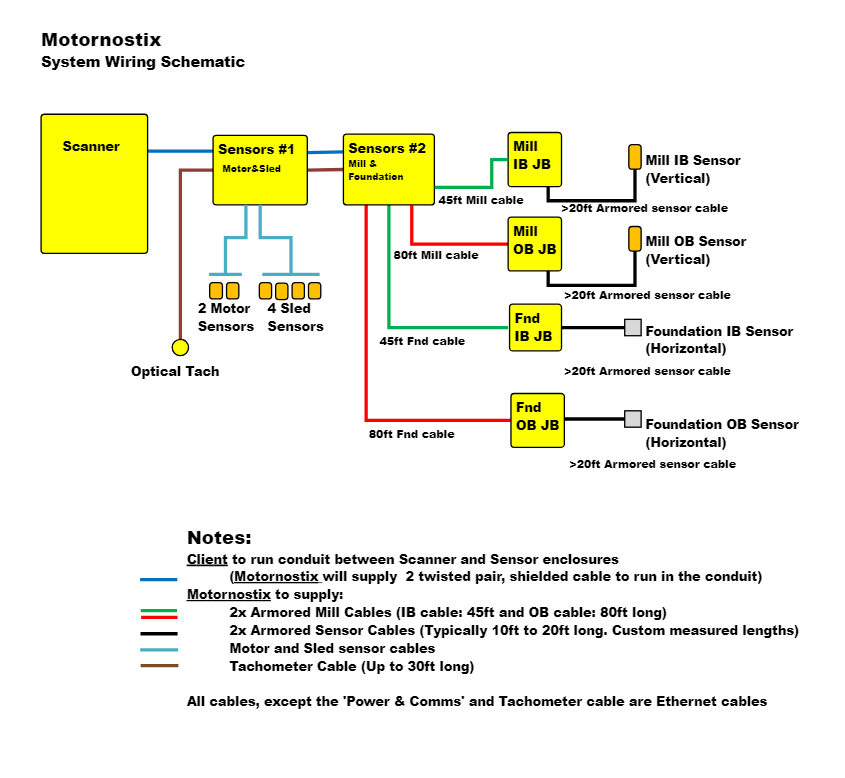 Motornostix
System Wiring Schematic
Scanner
Sensors #1
Motor&Sled
Sensors #2
Mill &
Foundation
Mill
IB JB
Mill IB Sensor
(Vertical)
45ft Mill cable
>20ft Armored sensor cable
Mill
OB JB
Mill OB Sensor
(Vertical)
80ft Mill cable
>20ft Armored sensor cable
2 Motor
Sensors
4 Sled
Sensors
Fnd
IB JB
Foundation IB Sensor
(Horizontal)
45ft Fnd cable
>20ft Armored sensor cable
Optical Tach
Fnd
OB JB
Foundation OB Sensor
(Horizontal)
80ft Fnd cable
>20ft Armored sensor cable
Notes:
Client to run conduit between Scanner and Sensor enclosures
(Motornostix will supply  2 twisted pair, shielded cable to run in the conduit)
Motornostix to supply:
2x Armored Mill Cables (IB cable: 45ft and OB cable: 80ft long)
2x Armored Sensor Cables (Typically 10ft to 20ft long. Custom measured lengths)
Motor and Sled sensor cables
Tachometer Cable (Up to 30ft long)
All cables, except the 'Power & Comms' and Tachometer cable are Ethernet cables